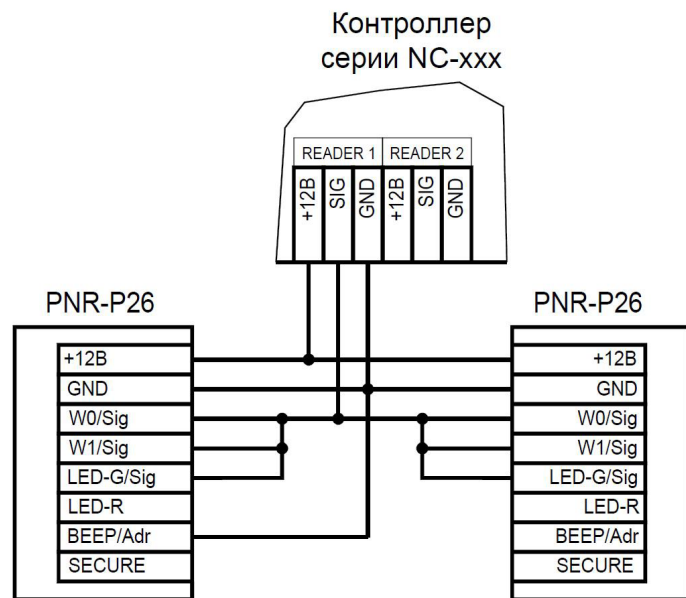 Контроллер
серии NC-xxx
READER 1 READER 2
+12В SIG GND +12В SIG GND
PNR-P26
+12В
GND
W0/Sig
W1/Sig
LED-G/Sig
LED-R
BEEP/Adr
SECURE
PNR-P26
+12В
GND
W0/Sig
W1/Sig
LED-G/Sig
LED-R
BEEP/Adr
SECURE